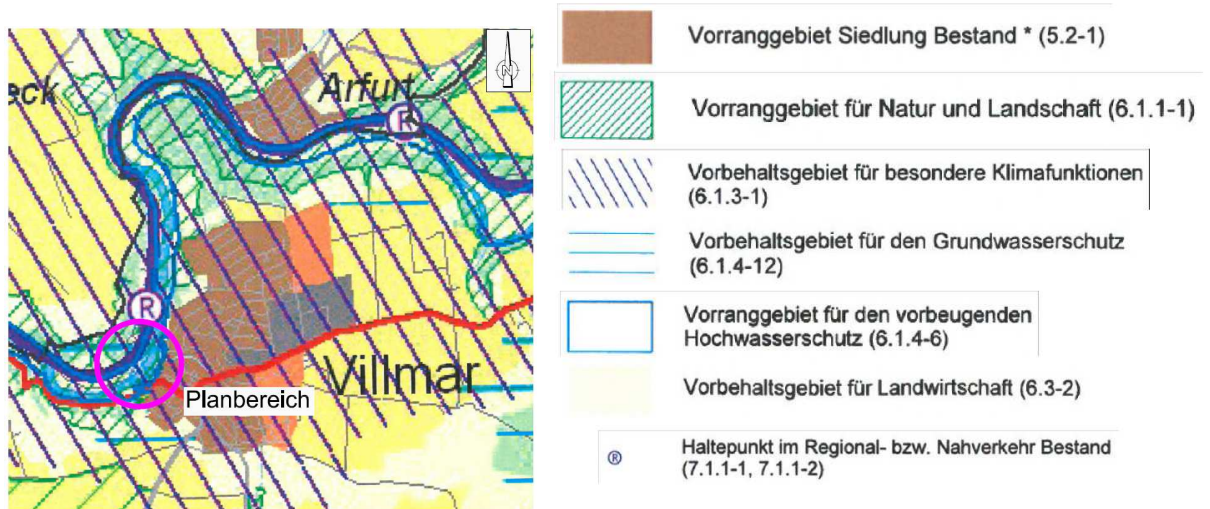 N
eck
Arfurt
R
R
Planbereich
Villmar
Vorranggebiet Siedlung Bestand * (5.2-1)
Vorranggebiet für Natur und Landschaft (6.1.1-1)
Vorbehaltsgebiet für besondere Klimafunktionen
(6.1.3-1)
Vorbehaltsgebiet für den Grundwasserschutz
(6.1.4-12)
Vorranggebiet für den vorbeugenden
Hochwasserschutz (6.1.4-6)
Vorbehaltsgebiet für Landwirtschaft (6.3-2)
® Haltepunkt im Regional- bzw. Nahverkehr Bestand
(7.1.1-1, 7.1.1-2)